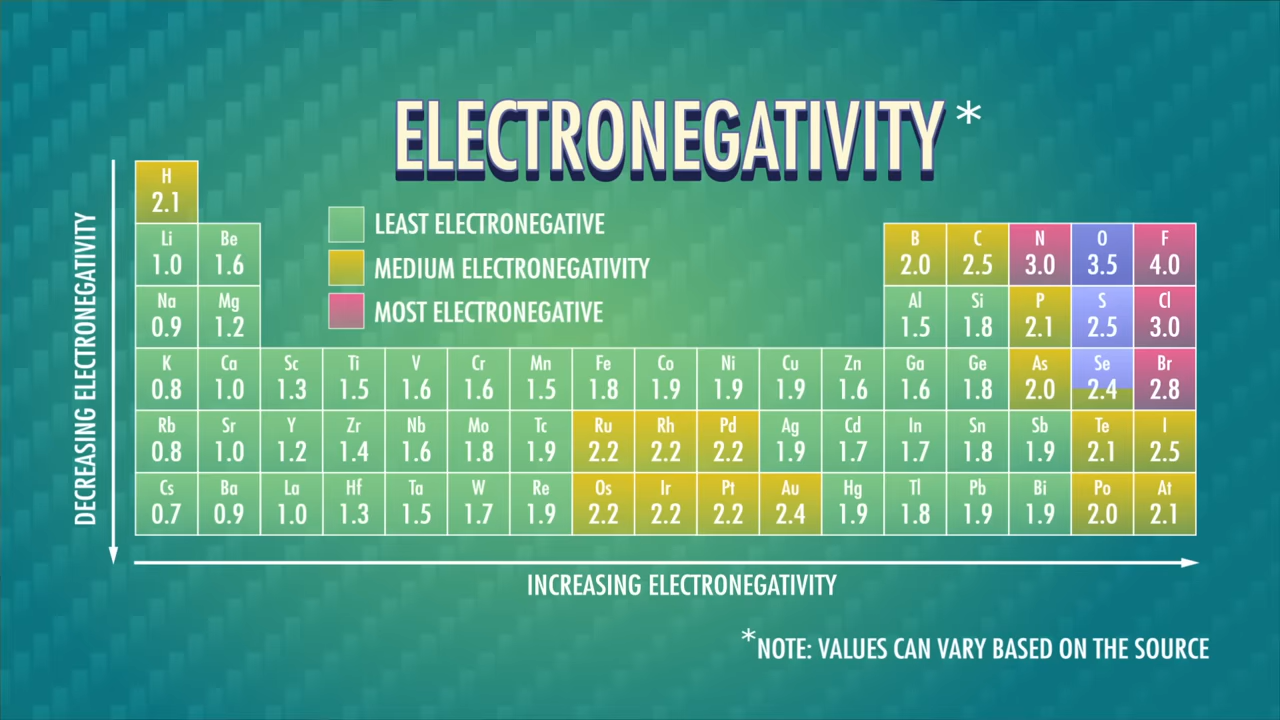 ELECTRONEGATIVITY*
LEAST ELECTRONEGATIVE
MEDIUM ELECTRONEGATIVITY
MOST ELECTRONEGATIVE
DECREASING ELECTRONEGATIVITY
H
2.1
Li Be B C N O F
1.0 1.6 2.0 2.5 3.0 3.5 4.0
Na Mg Al Si P S Cl
0.9 1.2 1.5 1.8 2.1 2.5 3.0
K Ca Sc Ti V Cr Mn Fe Co Ni Cu Zn Ga Ge As Se Br
0.8 1.0 1.3 1.5 1.6 1.6 1.5 1.8 1.9 1.9 1.9 1.6 1.6 1.8 2.0 2.4 2.8
Rb Sr Y Zr Nb Mo Tc Ru Rh Pd Ag Cd In Sn Sb Te I
0.8 1.0 1.2 1.4 1.6 1.8 1.9 2.2 2.2 2.2 1.9 1.7 1.7 1.8 1.9 2.1 2.5
Cs Ba La Hf Ta W Re Os Ir Pt Au Hg Tl Pb Bi Po At
0.7 0.9 1.0 1.3 1.5 1.7 1.9 2.2 2.2 2.2 2.4 1.9 1.8 1.9 1.9 2.0 2.1
INCREASING ELECTRONEGATIVITY
*NOTE: VALUES CAN VARY BASED ON THE SOURCE